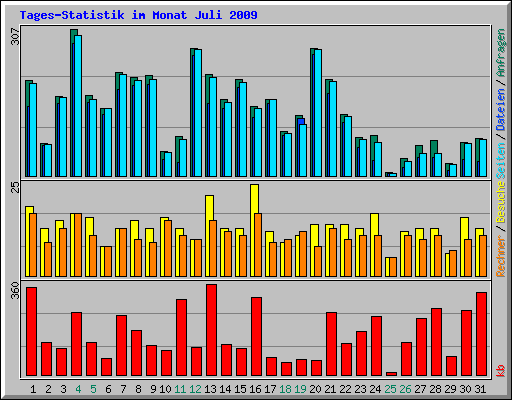 Tages-Statistik im Monat Juli 2009
307
25
360
Rechner / Besuche Seiten / Dateien / Anfragen
kb
1 2 3 4 5 6 7 8 9 10 11 12 13 14 15 16 17 18 19 20 21 22 23 24 25 26 27 28 29 30 31